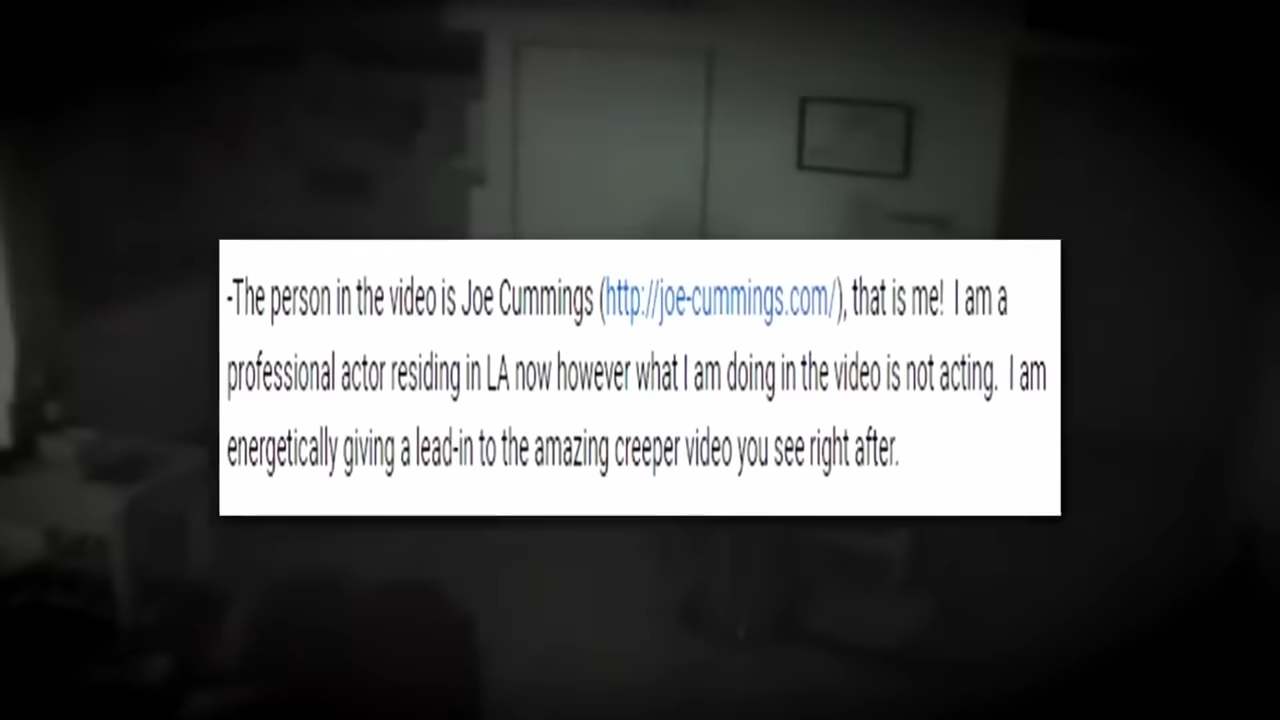 -The person in the video is Joe Cummings (http://joe-cummings.com/), that is me!  I am a
professional actor residing in LA now however what I am doing in the video is not acting.  I am
energetically giving a lead-in to the amazing creeper video you see right after.